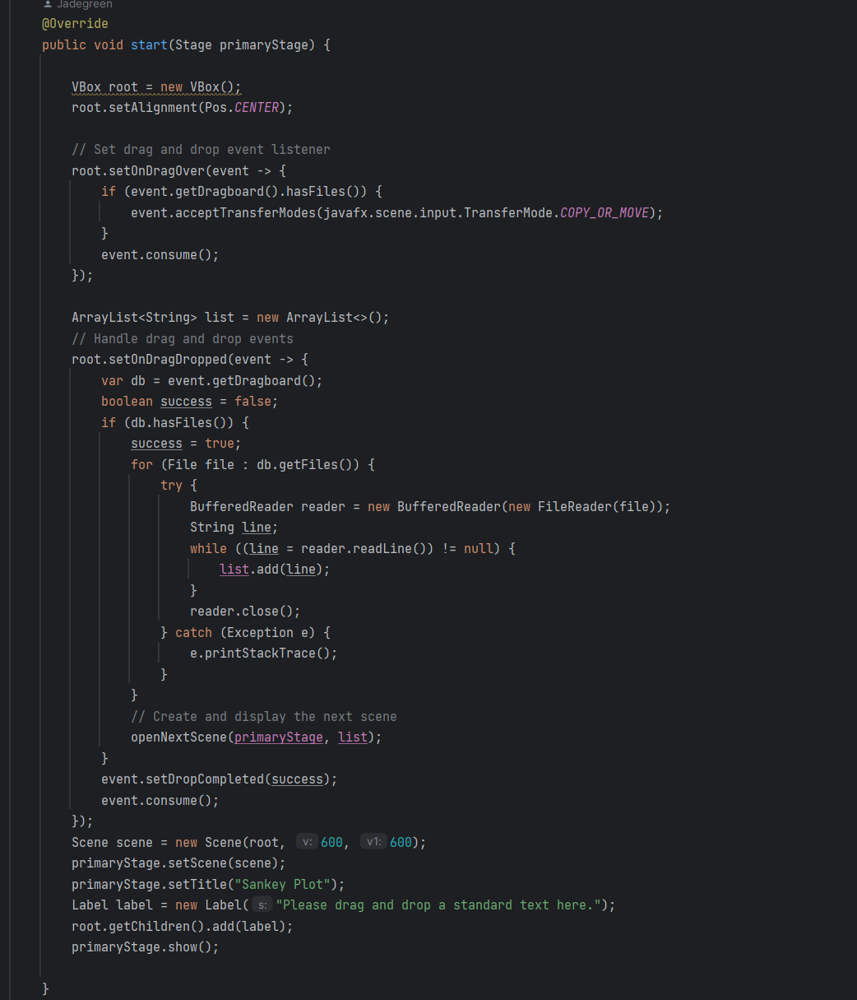 Jadegreen
@Override
public void start(Stage primaryStage) {
VBox root = new VBox();
root.setAlignment(Pos.CENTER);
// Set drag and drop event listener
root.setOnDragOver(event -> {
if (event.getDragboard().hasFiles()) {
event.acceptTransferModes(javafx.scene.input.TransferMode.COPY_OR_MOVE);
}
event.consume();
});
ArrayList<String> list = new ArrayList<>();
// Handle drag and drop events
root.setOnDragDropped(event -> {
var db = event.getDragboard();
boolean success = false;
if (db.hasFiles()) {
success = true;
for (File file : db.getFiles()) {
try {
BufferedReader reader = new BufferedReader(new FileReader(file));
String line;
while ((line = reader.readLine()) != null) {
list.add(line);
}
reader.close();
} catch (Exception e) {
e.printStackTrace();
}
}
// Create and display the next scene
openNextScene(primaryStage, list);
}
event.setDropCompleted(success);
event.consume();
});
Scene scene = new Scene(root, v: 600, v1: 600);
primaryStage.setScene(scene);
primaryStage.setTitle("Sankey Plot");
Label label = new Label( s: "Please drag and drop a standard text here.");
root.getChildren().add(label);
primaryStage.show();
}